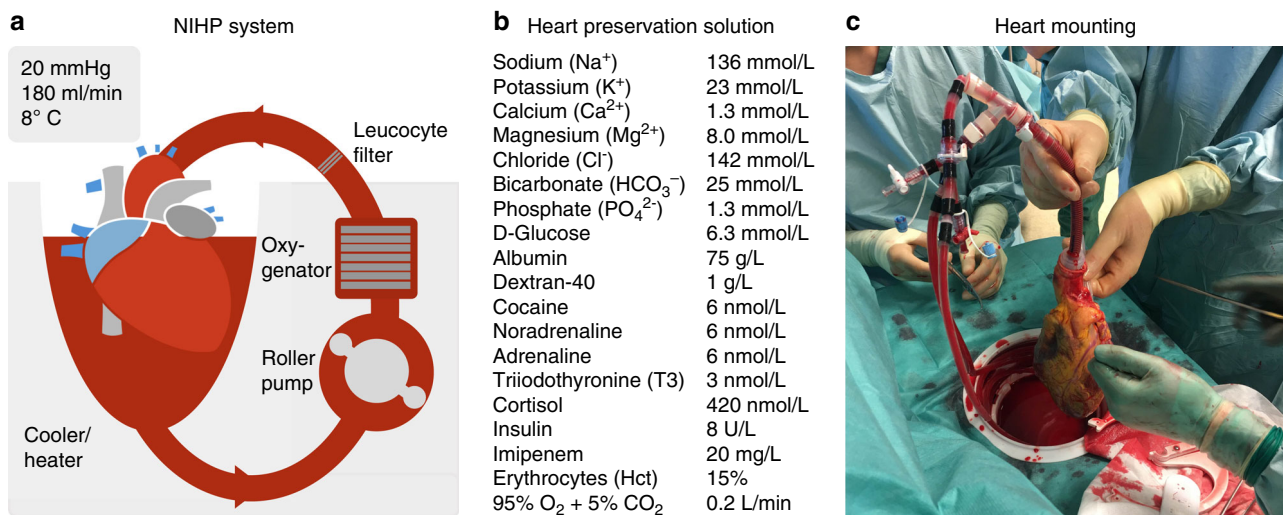 a
NIHP system
20 mmHg
180 ml/min
8° C
Leucocyte
filter
Oxy-
genator
Roller
pump
Cooler/
heater
b
Heart preservation solution
Sodium (Na⁺) 136 mmol/L
Potassium (K⁺) 23 mmol/L
Calcium (Ca²⁺) 1.3 mmol/L
Magnesium (Mg²⁺) 8.0 mmol/L
Chloride (Cl⁻) 142 mmol/L
Bicarbonate (HCO₃⁻) 25 mmol/L
Phosphate (PO₄²⁻) 1.3 mmol/L
D-Glucose 6.3 mmol/L
Albumin 75 g/L
Dextran-40 1 g/L
Cocaine 6 nmol/L
Noradrenaline 6 nmol/L
Adrenaline 6 nmol/L
Triiodothyronine (T3) 3 nmol/L
Cortisol 420 nmol/L
Insulin 8 U/L
Imipenem 20 mg/L
Erythrocytes (Hct) 15%
95% O₂ + 5% CO₂ 0.2 L/min
c
Heart mounting